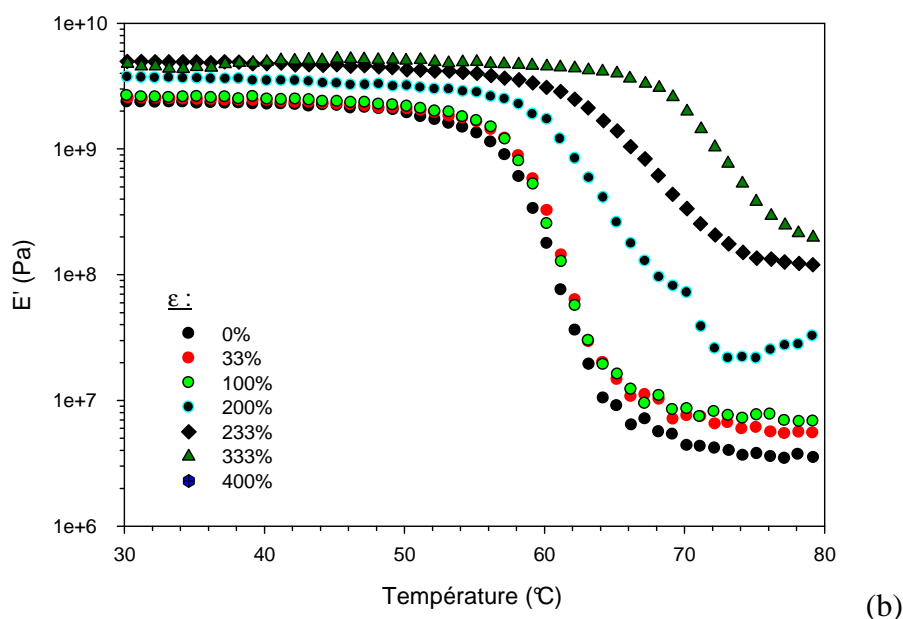 1e+10
1e+9
1e+8
1e+7
1e+6
E' (Pa)
ε :
0%
33%
100%
200%
233%
333%
400%
30 40 50 60 70 80
Température (°C)
(b)